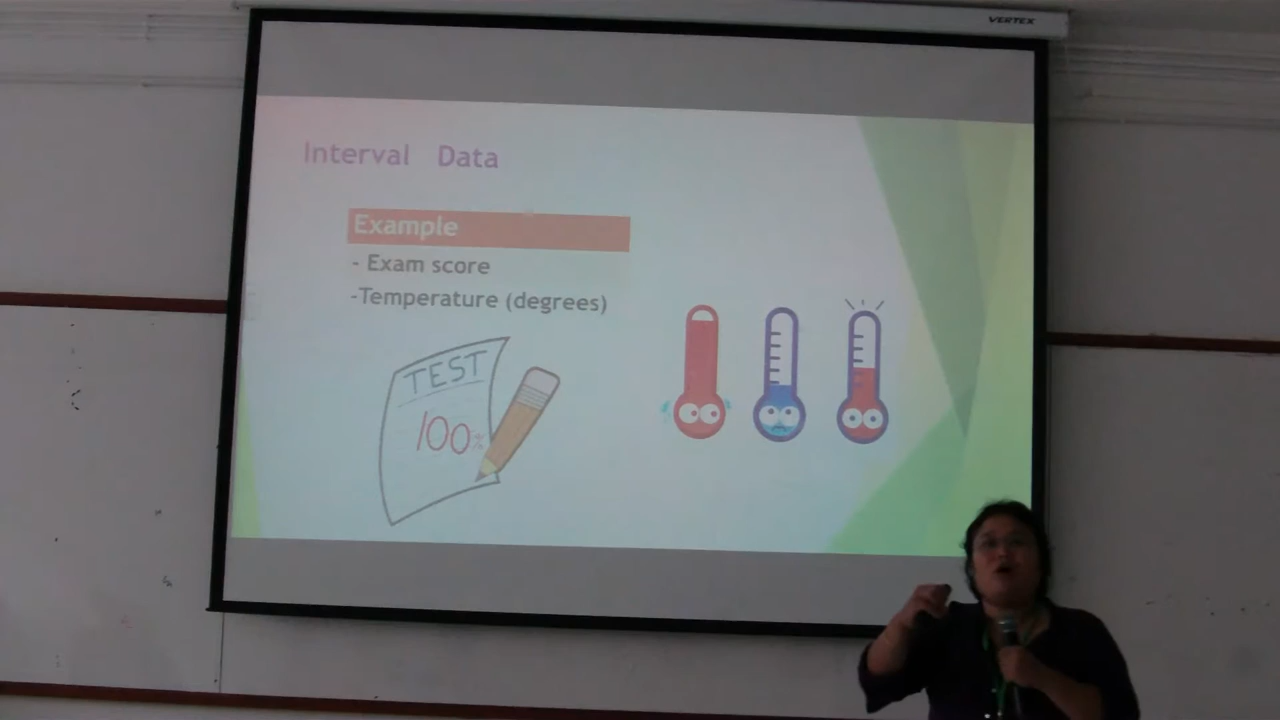 VERTEX
Interval Data
Example
- Exam score
-Temperature (degrees)
TEST
100%